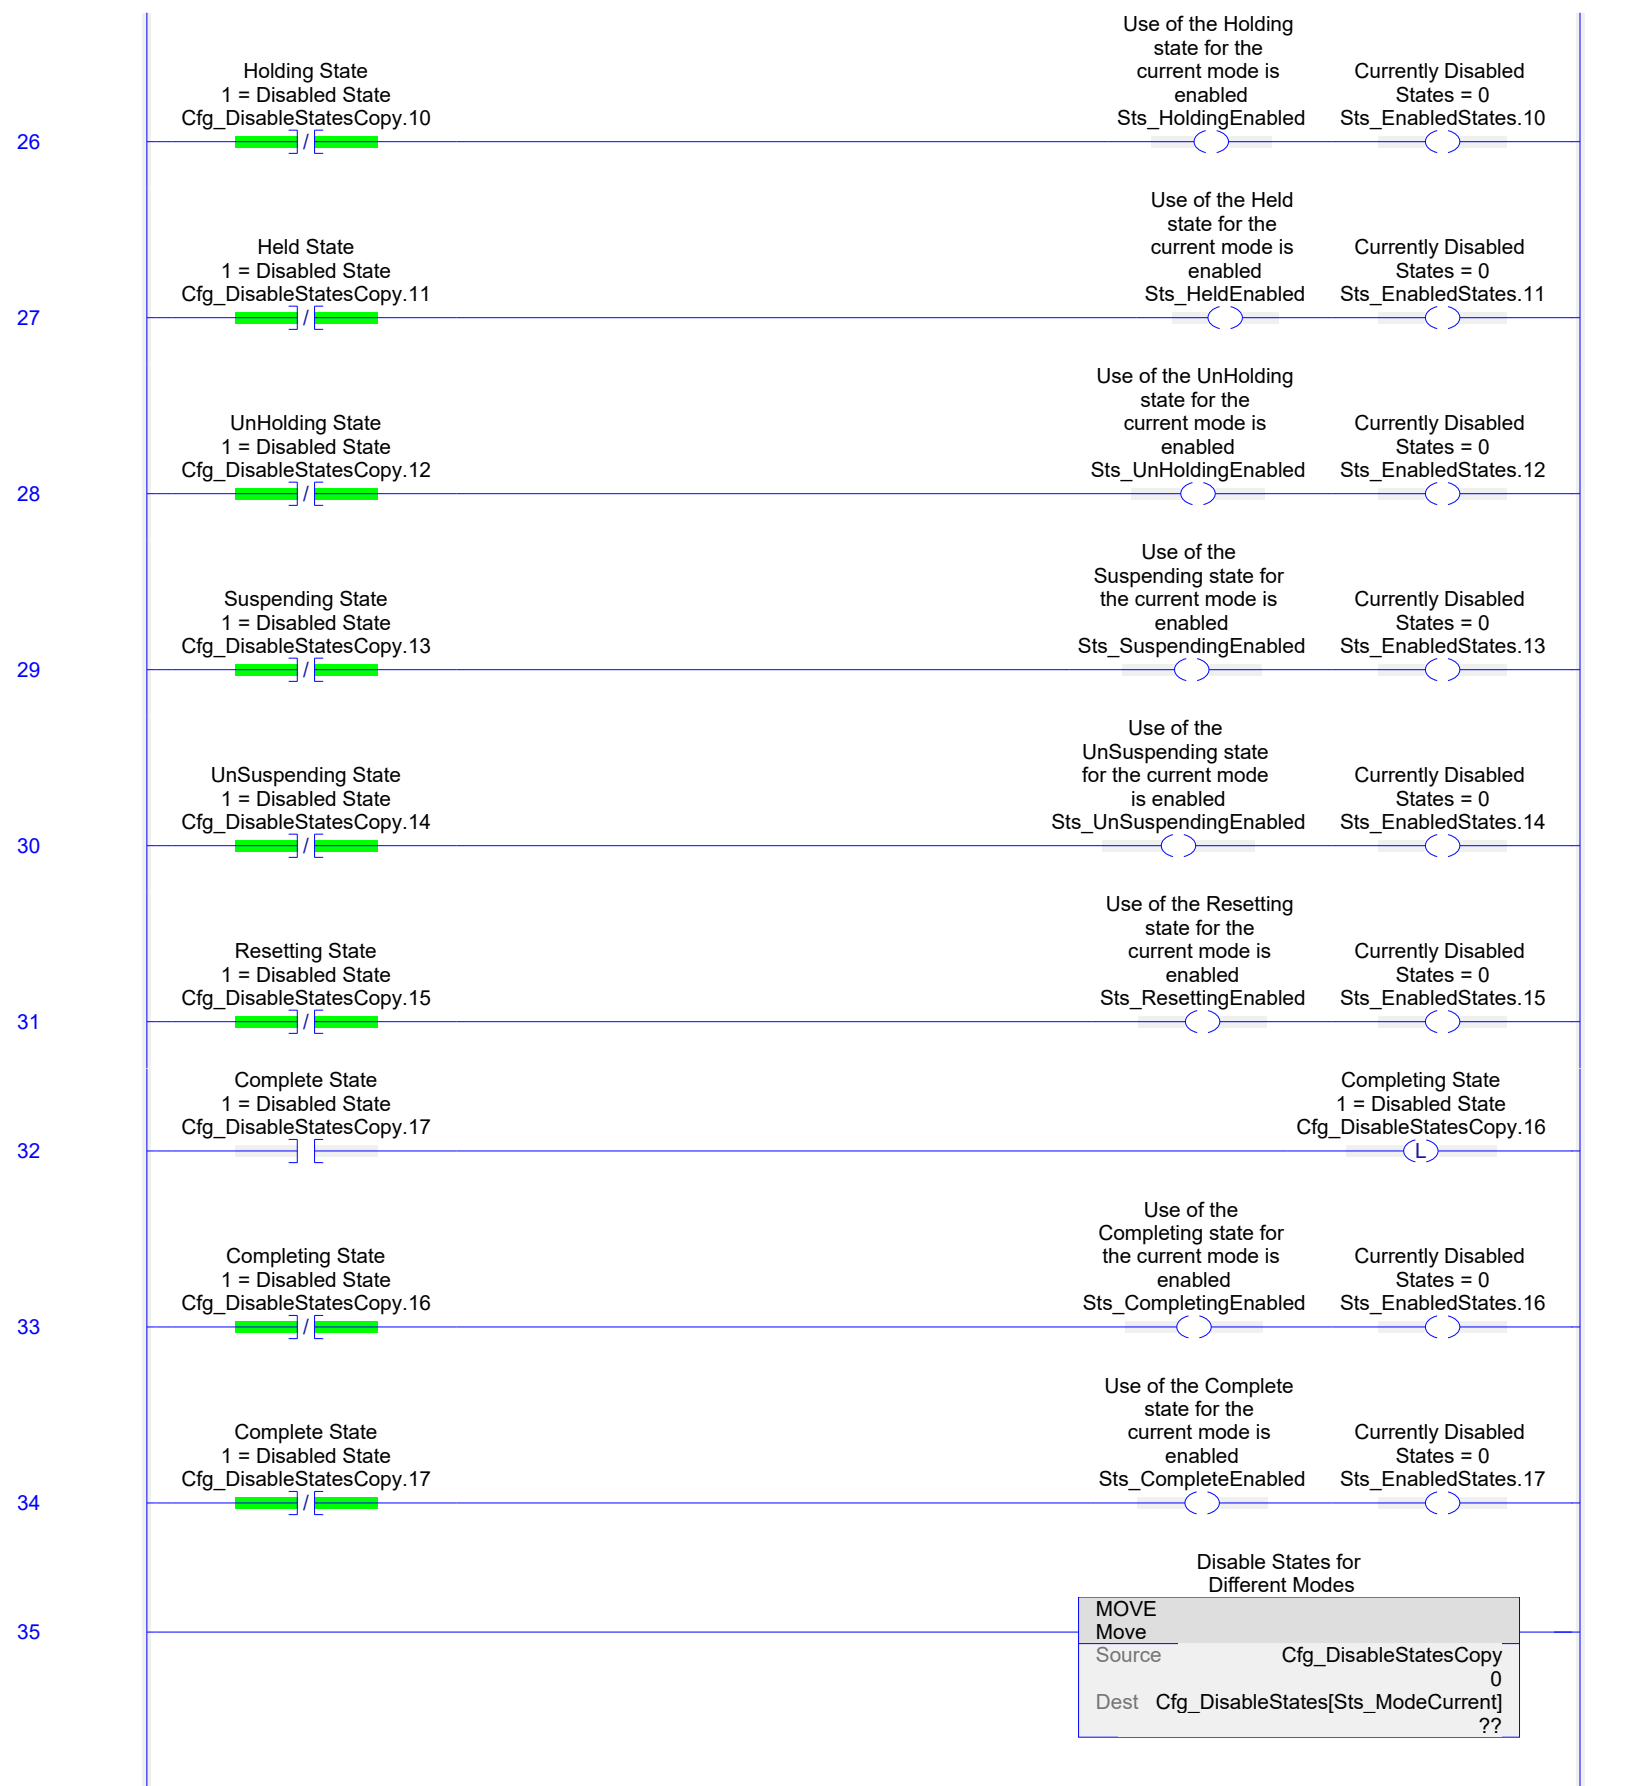 Holding State
1 = Disabled State
Cfg_DisableStatesCopy.10
Use of the Holding
state for the
current mode is
enabled
Sts_HoldingEnabled
Currently Disabled
States = 0
Sts_EnabledStates.10
26
/
Held State
1 = Disabled State
Cfg_DisableStatesCopy.11
Use of the Held
state for the
current mode is
enabled
Sts_HeldEnabled
Currently Disabled
States = 0
Sts_EnabledStates.11
27
/
UnHolding State
1 = Disabled State
Cfg_DisableStatesCopy.12
Use of the UnHolding
state for the
current mode is
enabled
Sts_UnHoldingEnabled
Currently Disabled
States = 0
Sts_EnabledStates.12
28
/
Suspending State
1 = Disabled State
Cfg_DisableStatesCopy.13
Use of the
Suspending state for
the current mode is
enabled
Sts_SuspendingEnabled
Currently Disabled
States = 0
Sts_EnabledStates.13
29
/
UnSuspending State
1 = Disabled State
Cfg_DisableStatesCopy.14
Use of the
UnSuspending state
for the current mode
is enabled
Sts_UnSuspendingEnabled
Currently Disabled
States = 0
Sts_EnabledStates.14
30
/
Resetting State
1 = Disabled State
Cfg_DisableStatesCopy.15
Use of the Resetting
state for the
current mode is
enabled
Sts_ResettingEnabled
Currently Disabled
States = 0
Sts_EnabledStates.15
31
/
Complete State
1 = Disabled State
Cfg_DisableStatesCopy.17
Completing State
1 = Disabled State
Cfg_DisableStatesCopy.16
32
L
Completing State
1 = Disabled State
Cfg_DisableStatesCopy.16
Use of the
Completing state for
the current mode is
enabled
Sts_CompletingEnabled
Currently Disabled
States = 0
Sts_EnabledStates.16
33
/
Complete State
1 = Disabled State
Cfg_DisableStatesCopy.17
Use of the Complete
state for the
current mode is
enabled
Sts_CompleteEnabled
Currently Disabled
States = 0
Sts_EnabledStates.17
34
/
Disable States for
Different Modes
35
MOVE
Move
Source Cfg_DisableStatesCopy
0
Dest Cfg_DisableStates[Sts_ModeCurrent]
??